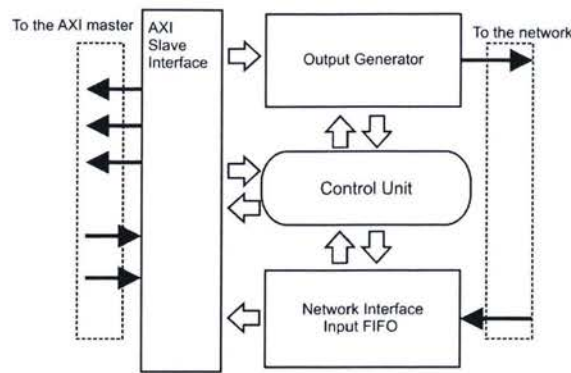 To the AXI master
AXI
Slave
Interface
Output Generator
To the network
Control Unit
Network Interface
Input FIFO